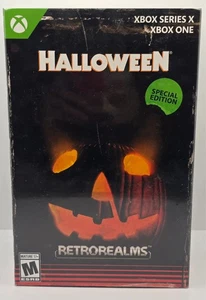 XBOX SERIES X
XBOX ONE
HALLOWEEN
SPECIAL
EDITION
RETROREALMS
MATURE 17+
M
ESRB